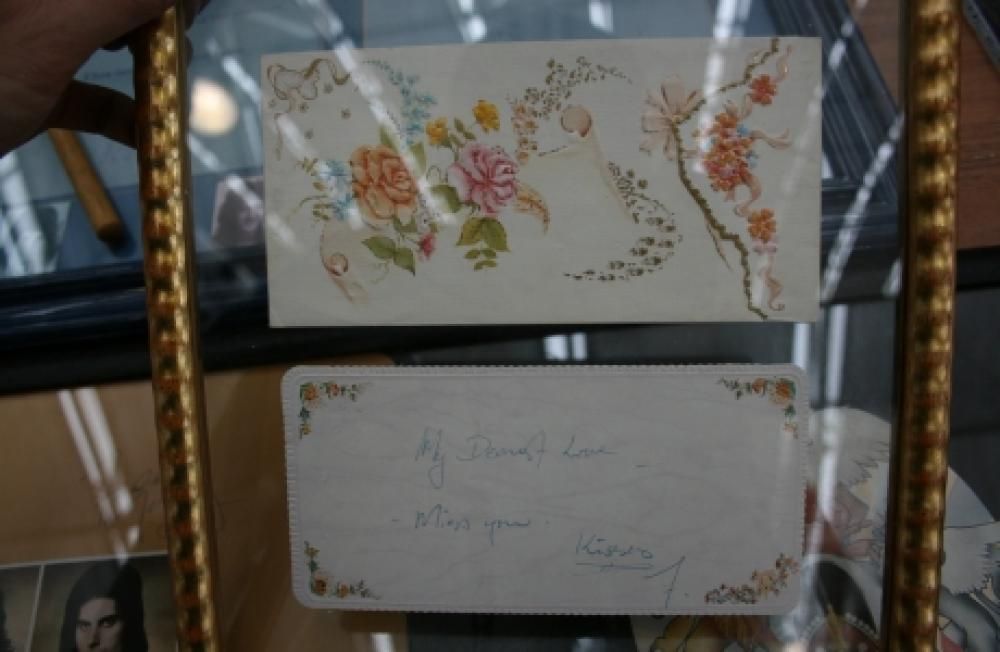 My Dearest Love
- Miss you.
Kisses
F.